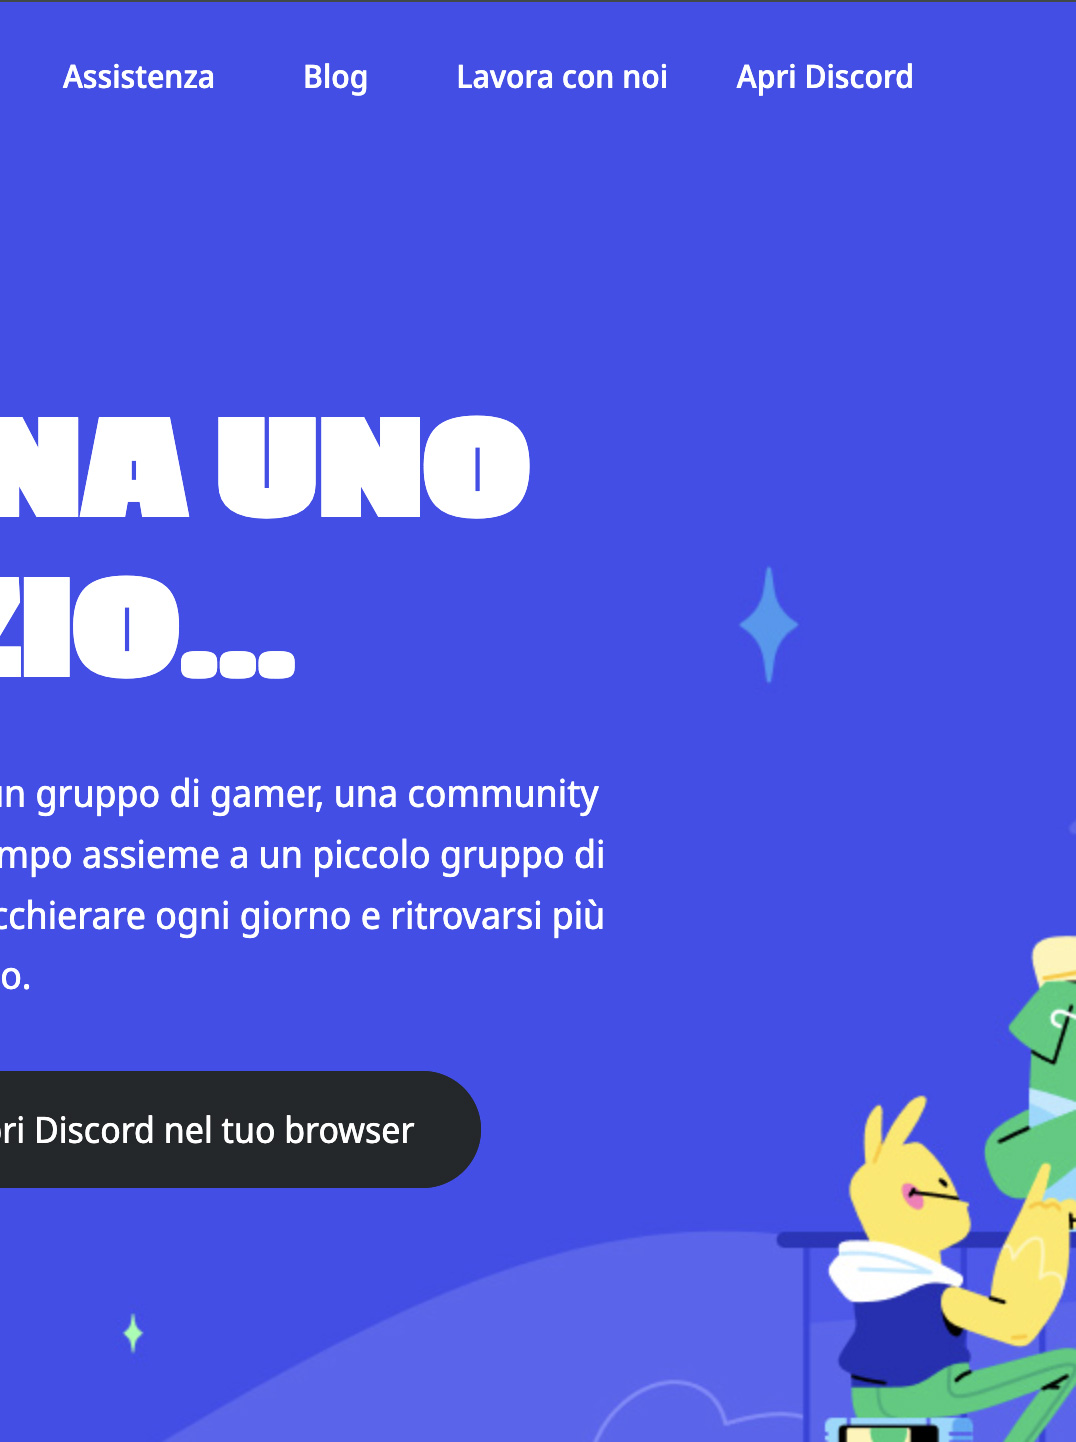 Assistenza Blog Lavora con noi Apri Discord
NA UNO
ZIO...
un gruppo di gamer, una community
mpo assieme a un piccolo gruppo di
cchierare ogni giorno e ritrovarsi più
o.
ri Discord nel tuo browser